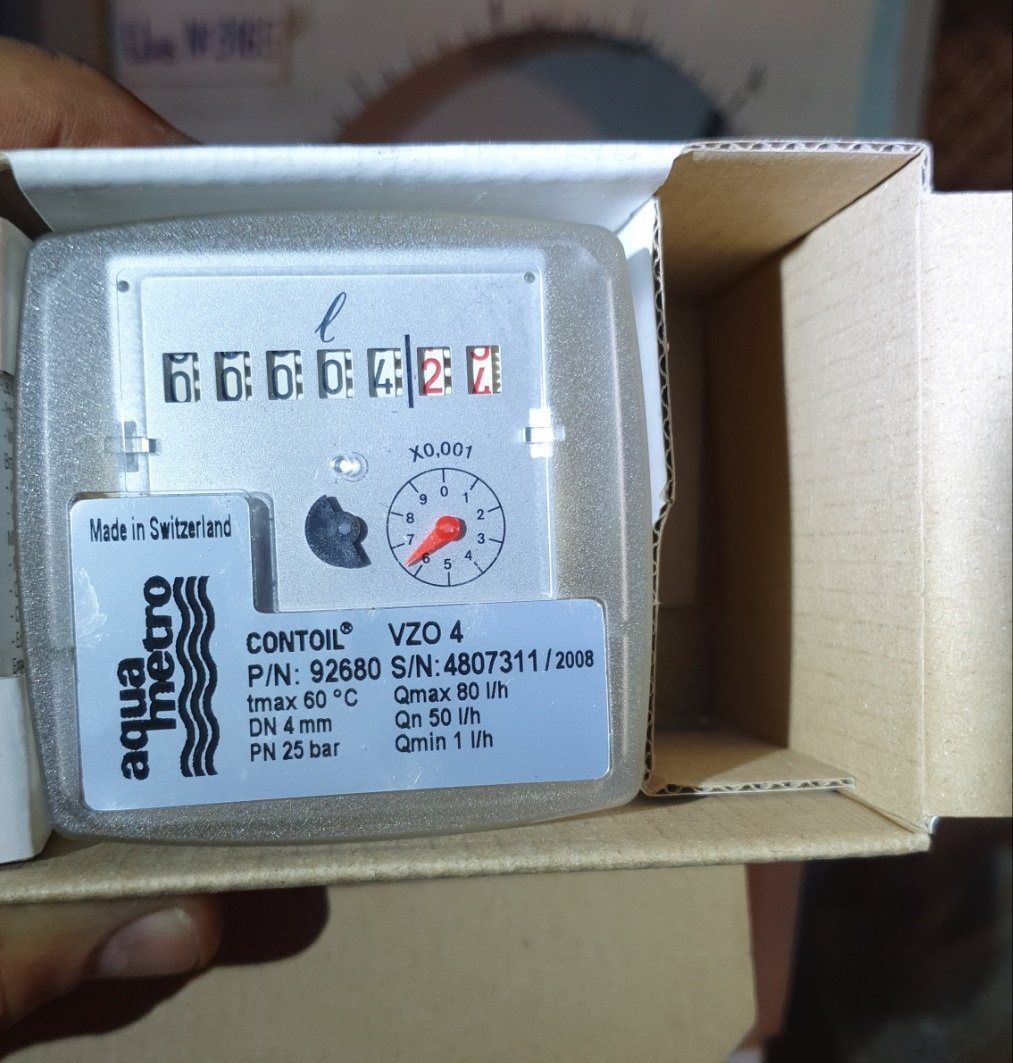 ℓ
0 0 0 0 4 2
X0,001
0 1 2 3 4 5 6 7 8 9
Made in Switzerland
aqua
metro
CONTOIL® VZO 4
P/N: 92680 S/N: 4807311 / 2008
tmax 60 °C Qmax 80 l/h
DN 4 mm Qn 50 l/h
PN 25 bar Qmin 1 l/h